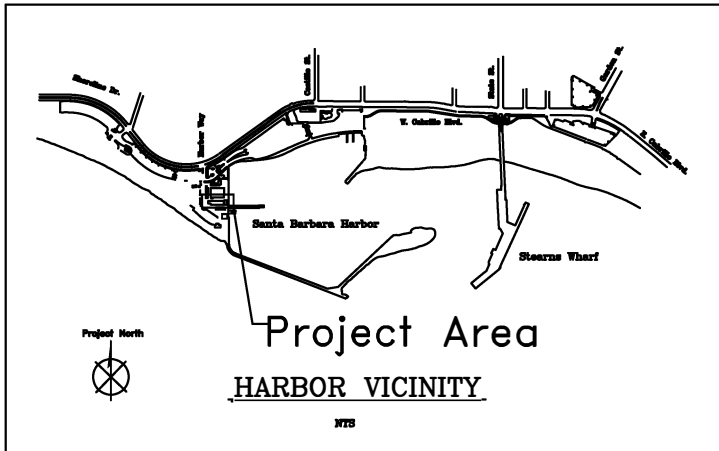 Shoreline Dr.
Harbor Way
Castillo St.
State St.
Garden St.
W. Cabrillo Blvd.
E. Cabrillo Blvd.
Santa Barbara Harbor
Stearns Wharf
Project Area
Project North
HARBOR VICINITY
NTS